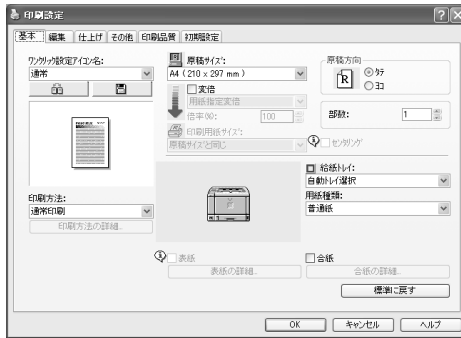 印刷設定
基本 編集 仕上げ その他 印刷品質 初期設定
ワンクリック設定アイコン名:
通常
印刷方法:
通常印刷
印刷方法の詳細...
原稿サイズ:
A4 (210 x 297 mm)
変倍
用紙指定変倍
倍率(%): 100
印刷用紙サイズ:
原稿サイズと同じ
原稿方向
R
タテ
ヨコ
部数: 1
センタリング
給紙トレイ:
自動トレイ選択
用紙種類:
普通紙
表紙 合紙
表紙の詳細... 合紙の詳細...
標準に戻す
OK キャンセル ヘルプ